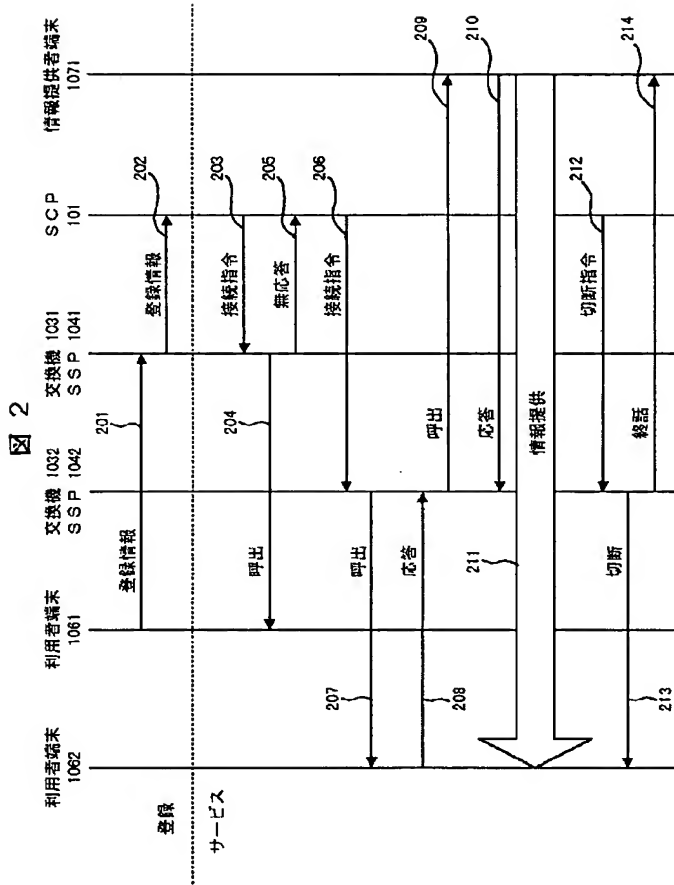 図 2
利用者端末
1062
利用者端末
1061
交換機 1032
SSP 1042
交換機 1031
SSP 1041
SCP
101
情報提供者端末
1071
登録
サービス
登録情報
201
登録情報
202
接続指令
203
呼出
204
無応答
205
接続指令
206
呼出
207
応答
208
呼出
209
応答
210
情報提供
211
切断指令
212
切断
213
終話
214